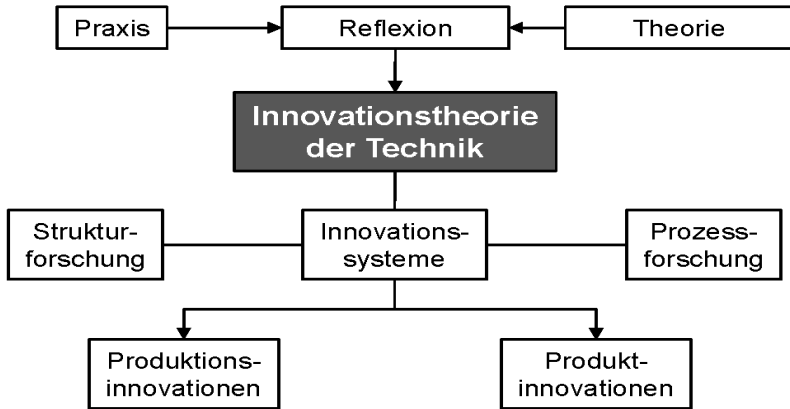 Praxis
Reflexion
Theorie
Innovationstheorie
der Technik
Struktur-
forschung
Innovations-
systeme
Prozess-
forschung
Produktions-
innovationen
Produkt-
innovationen